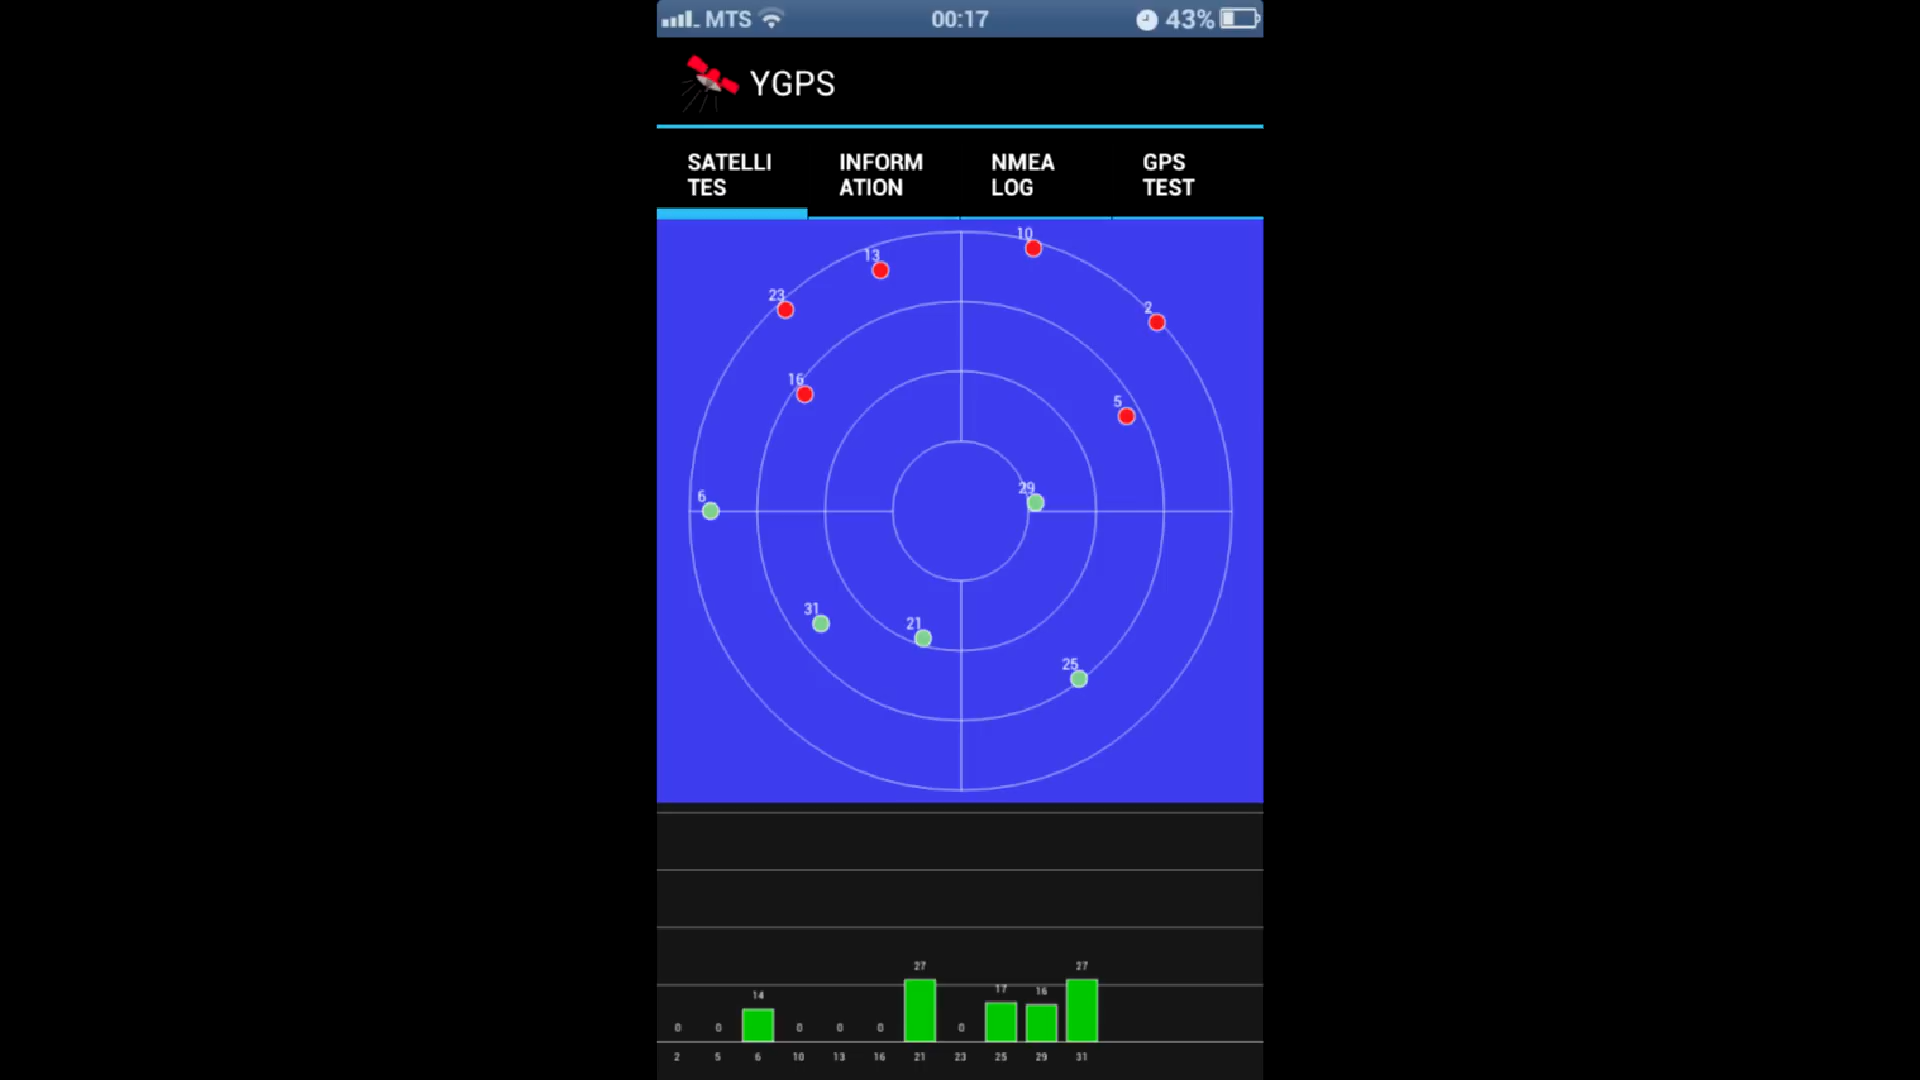 MTS 00:17 43%
YGPS
SATELLI
TES
INFORM
ATION
NMEA
LOG
GPS
TEST
10
13
23
2
16
5
29
6
31
21
25
27 27
14 17 16
0 0 0 0 0 0
2 5 6 10 13 16 21 23 25 29 31